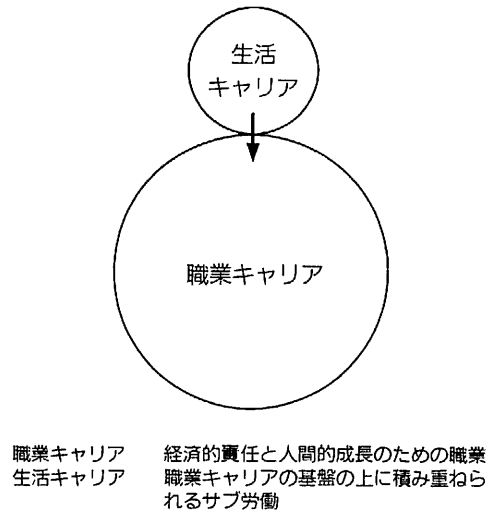 生活
キャリア
職業キャリア
職業キャリア 経済的責任と人間的成長のための職業
生活キャリア 職業キャリアの基盤の上に積み重ねら
れるサブ労働